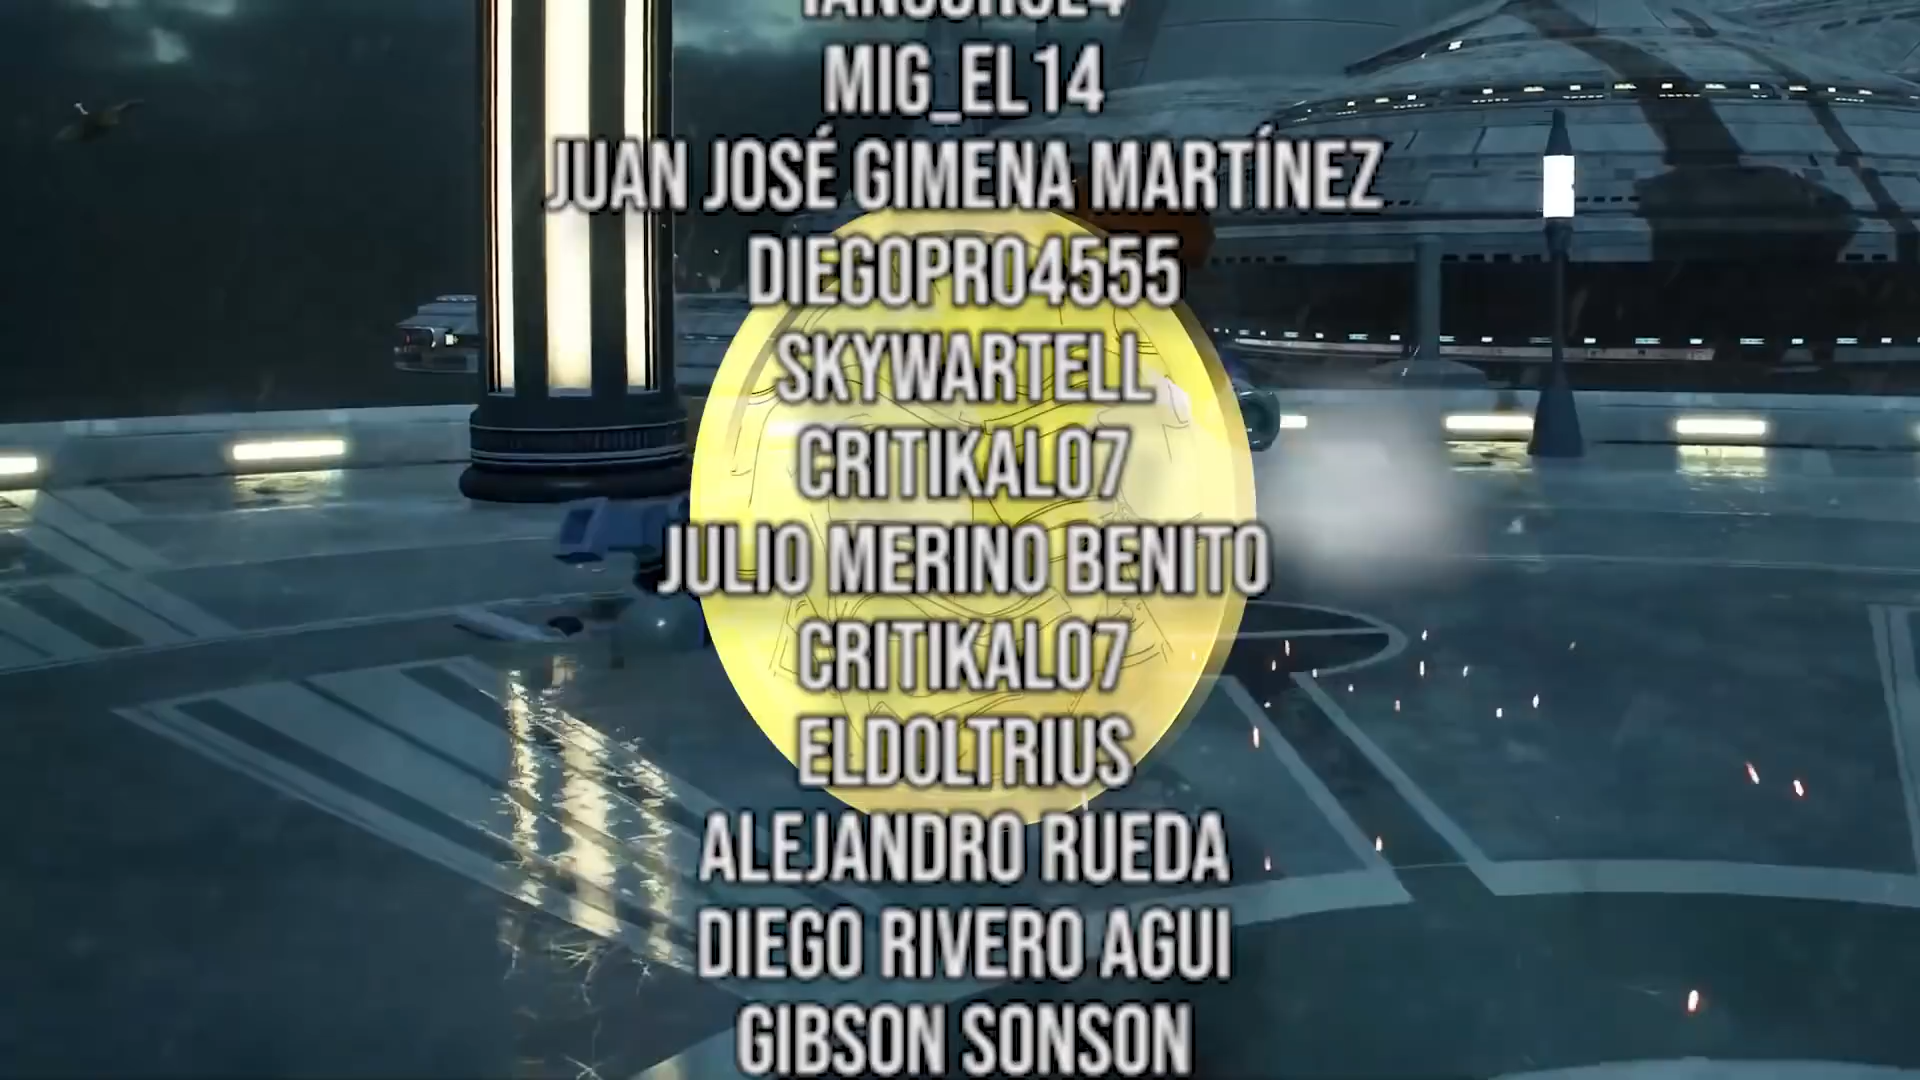 MIG_EL14
JUAN JOSÉ GIMENA MARTÍNEZ
DIEGOPRO4555
SKYWARTELL
CRITIKAL07
JULIO MERINO BENITO
CRITIKAL07
ELDOLTRIUS
ALEJANDRO RUEDA
DIEGO RIVERO AGUI
GIBSON SONSON